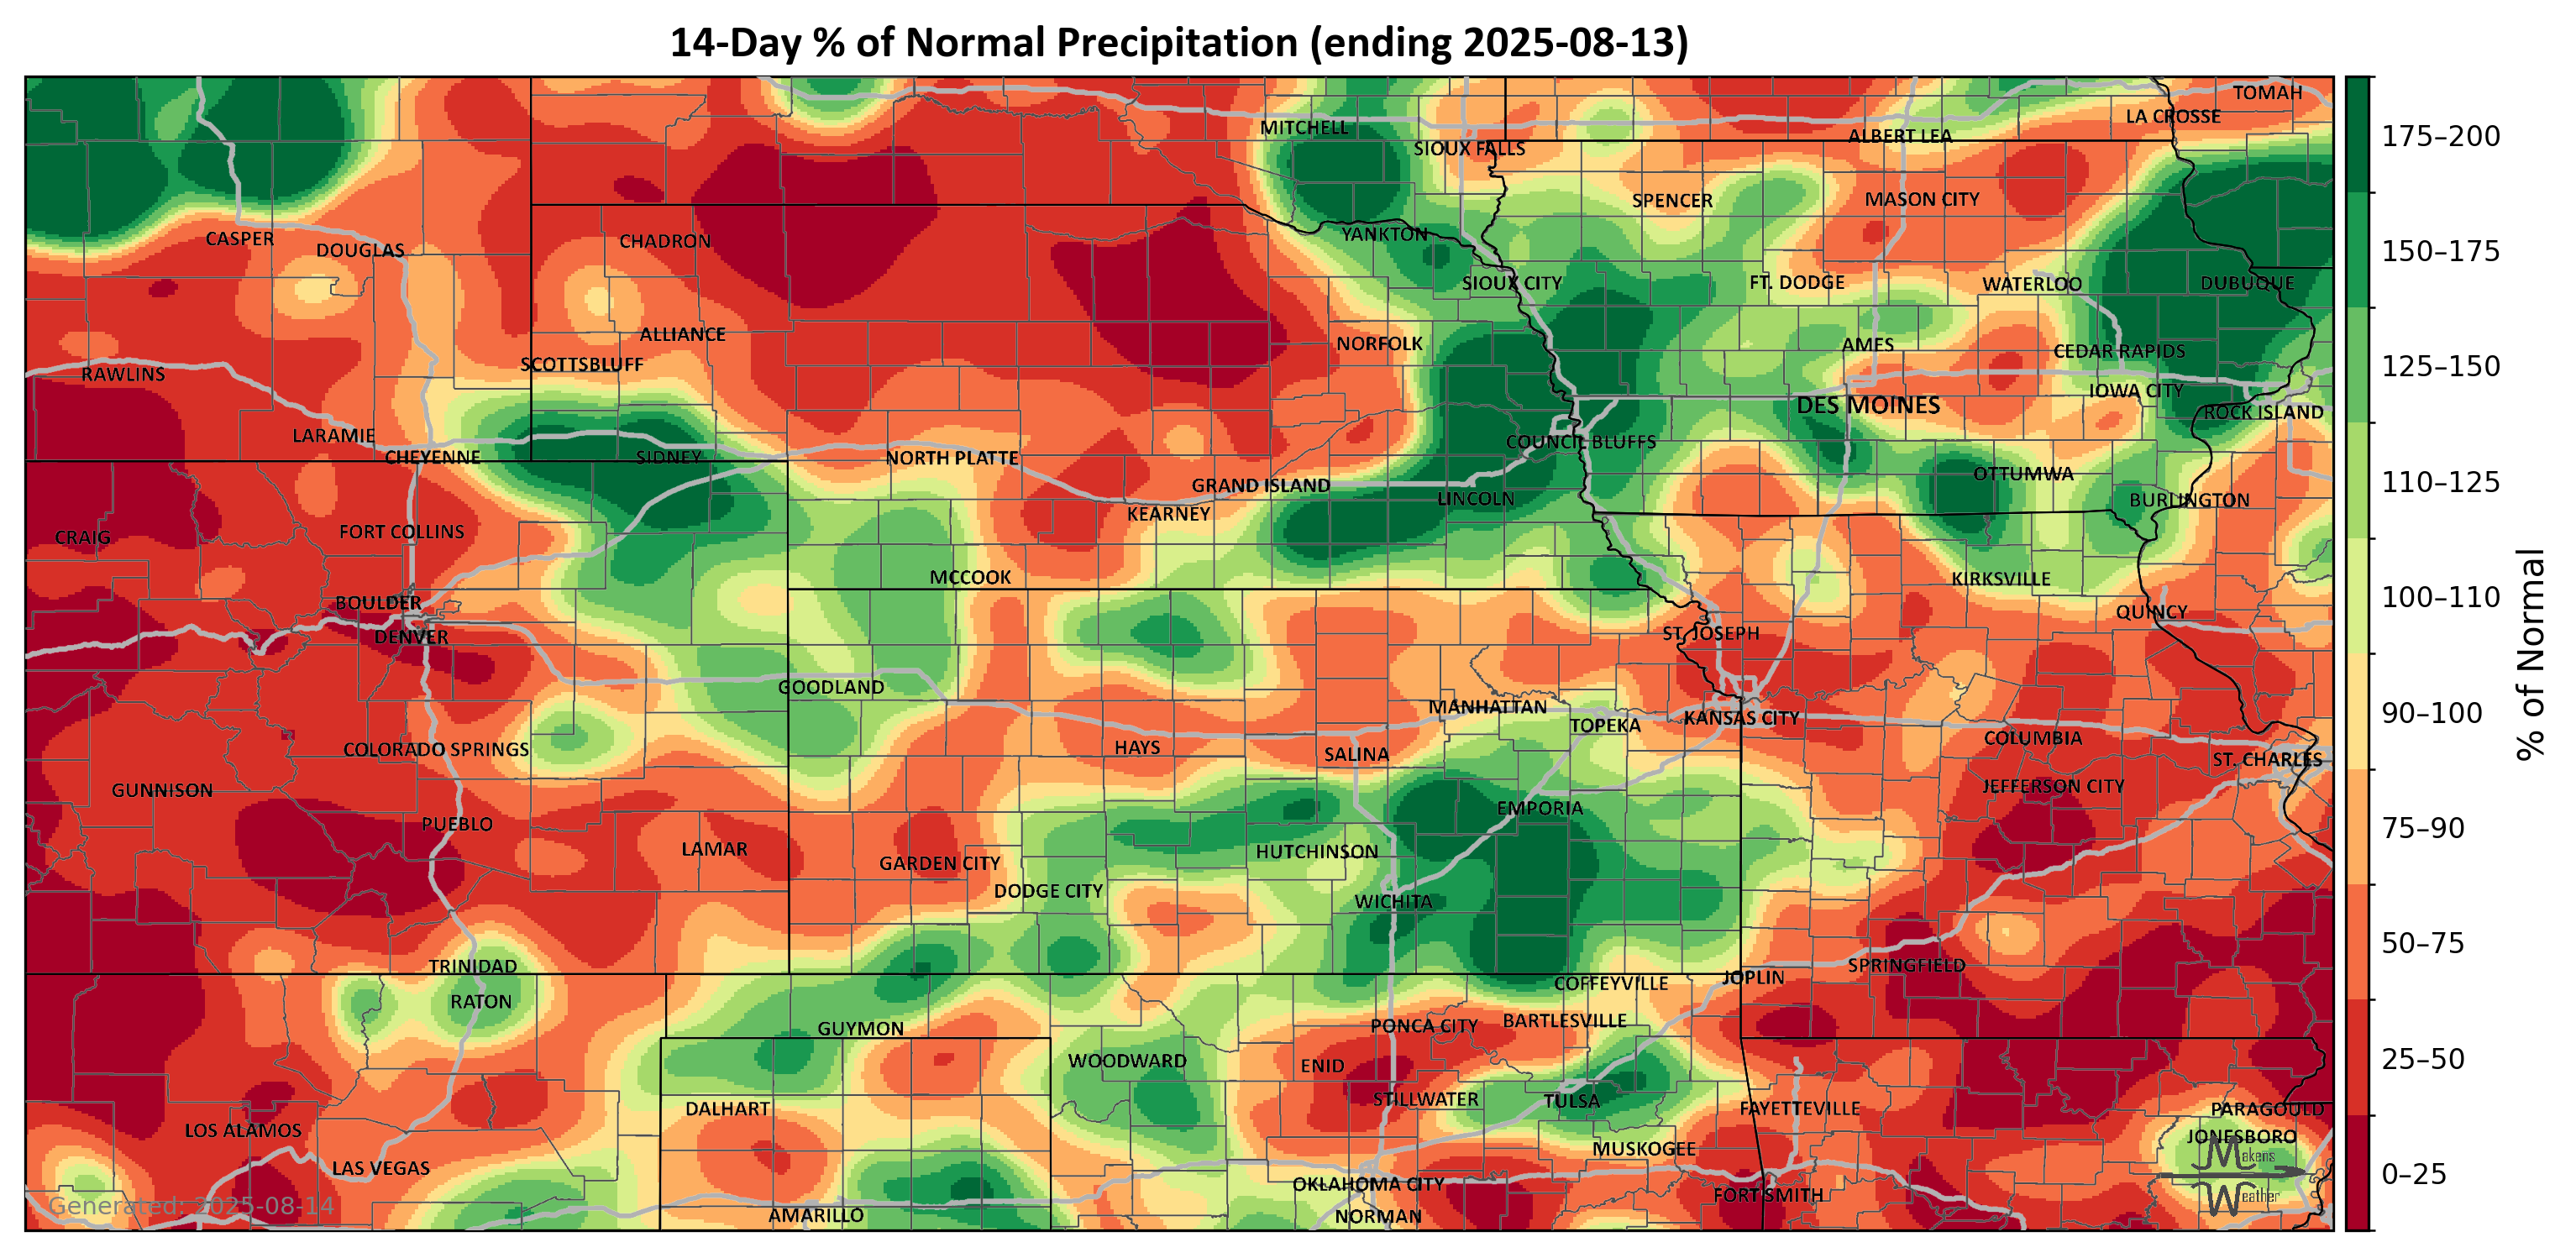 14-Day % of Normal Precipitation (ending 2025-08-13)
TOMAH
LA CROSSE
MITCHELL
ALBERT LEA
SIOUX FALLS
SPENCER
MASON CITY
CASPER
DOUGLAS
CHADRON
YANKTON
SIOUX CITY
FT. DODGE
WATERLOO
DUBUQUE
ALLIANCE
NORFOLK
AMES
CEDAR RAPIDS
SCOTTSBLUFF
RAWLINS
IOWA CITY
DES MOINES
ROCK ISLAND
LARAMIE
COUNCIL BLUFFS
CHEYENNE
SIDNEY
NORTH PLATTE
OTTUMWA
GRAND ISLAND
LINCOLN
BURLINGTON
KEARNEY
CRAIG
FORT COLLINS
MCCOOK
KIRKSVILLE
BOULDER
QUINCY
DENVER
ST. JOSEPH
GOODLAND
MANHATTAN
TOPEKA
KANSAS CITY
COLUMBIA
COLORADO SPRINGS
HAYS
SALINA
ST. CHARLES
GUNNISON
JEFFERSON CITY
EMPORIA
PUEBLO
LAMAR
GARDEN CITY
HUTCHINSON
DODGE CITY
WICHITA
TRINIDAD
SPRINGFIELD
JOPLIN
COFFEYVILLE
RATON
GUYMON
PONCA CITY
BARTLESVILLE
WOODWARD
ENID
STILLWATER
TULSA
DALHART
FAYETTEVILLE
PARAGOULD
LOS ALAMOS
JONESBORO
MUSKOGEE
LAS VEGAS
OKLAHOMA CITY
FORT SMITH
AMARILLO
NORMAN
Generated: 2025-08-14
Makens
Weather
175–200
150–175
125–150
110–125
100–110
90–100
75–90
50–75
25–50
0–25
% of Normal